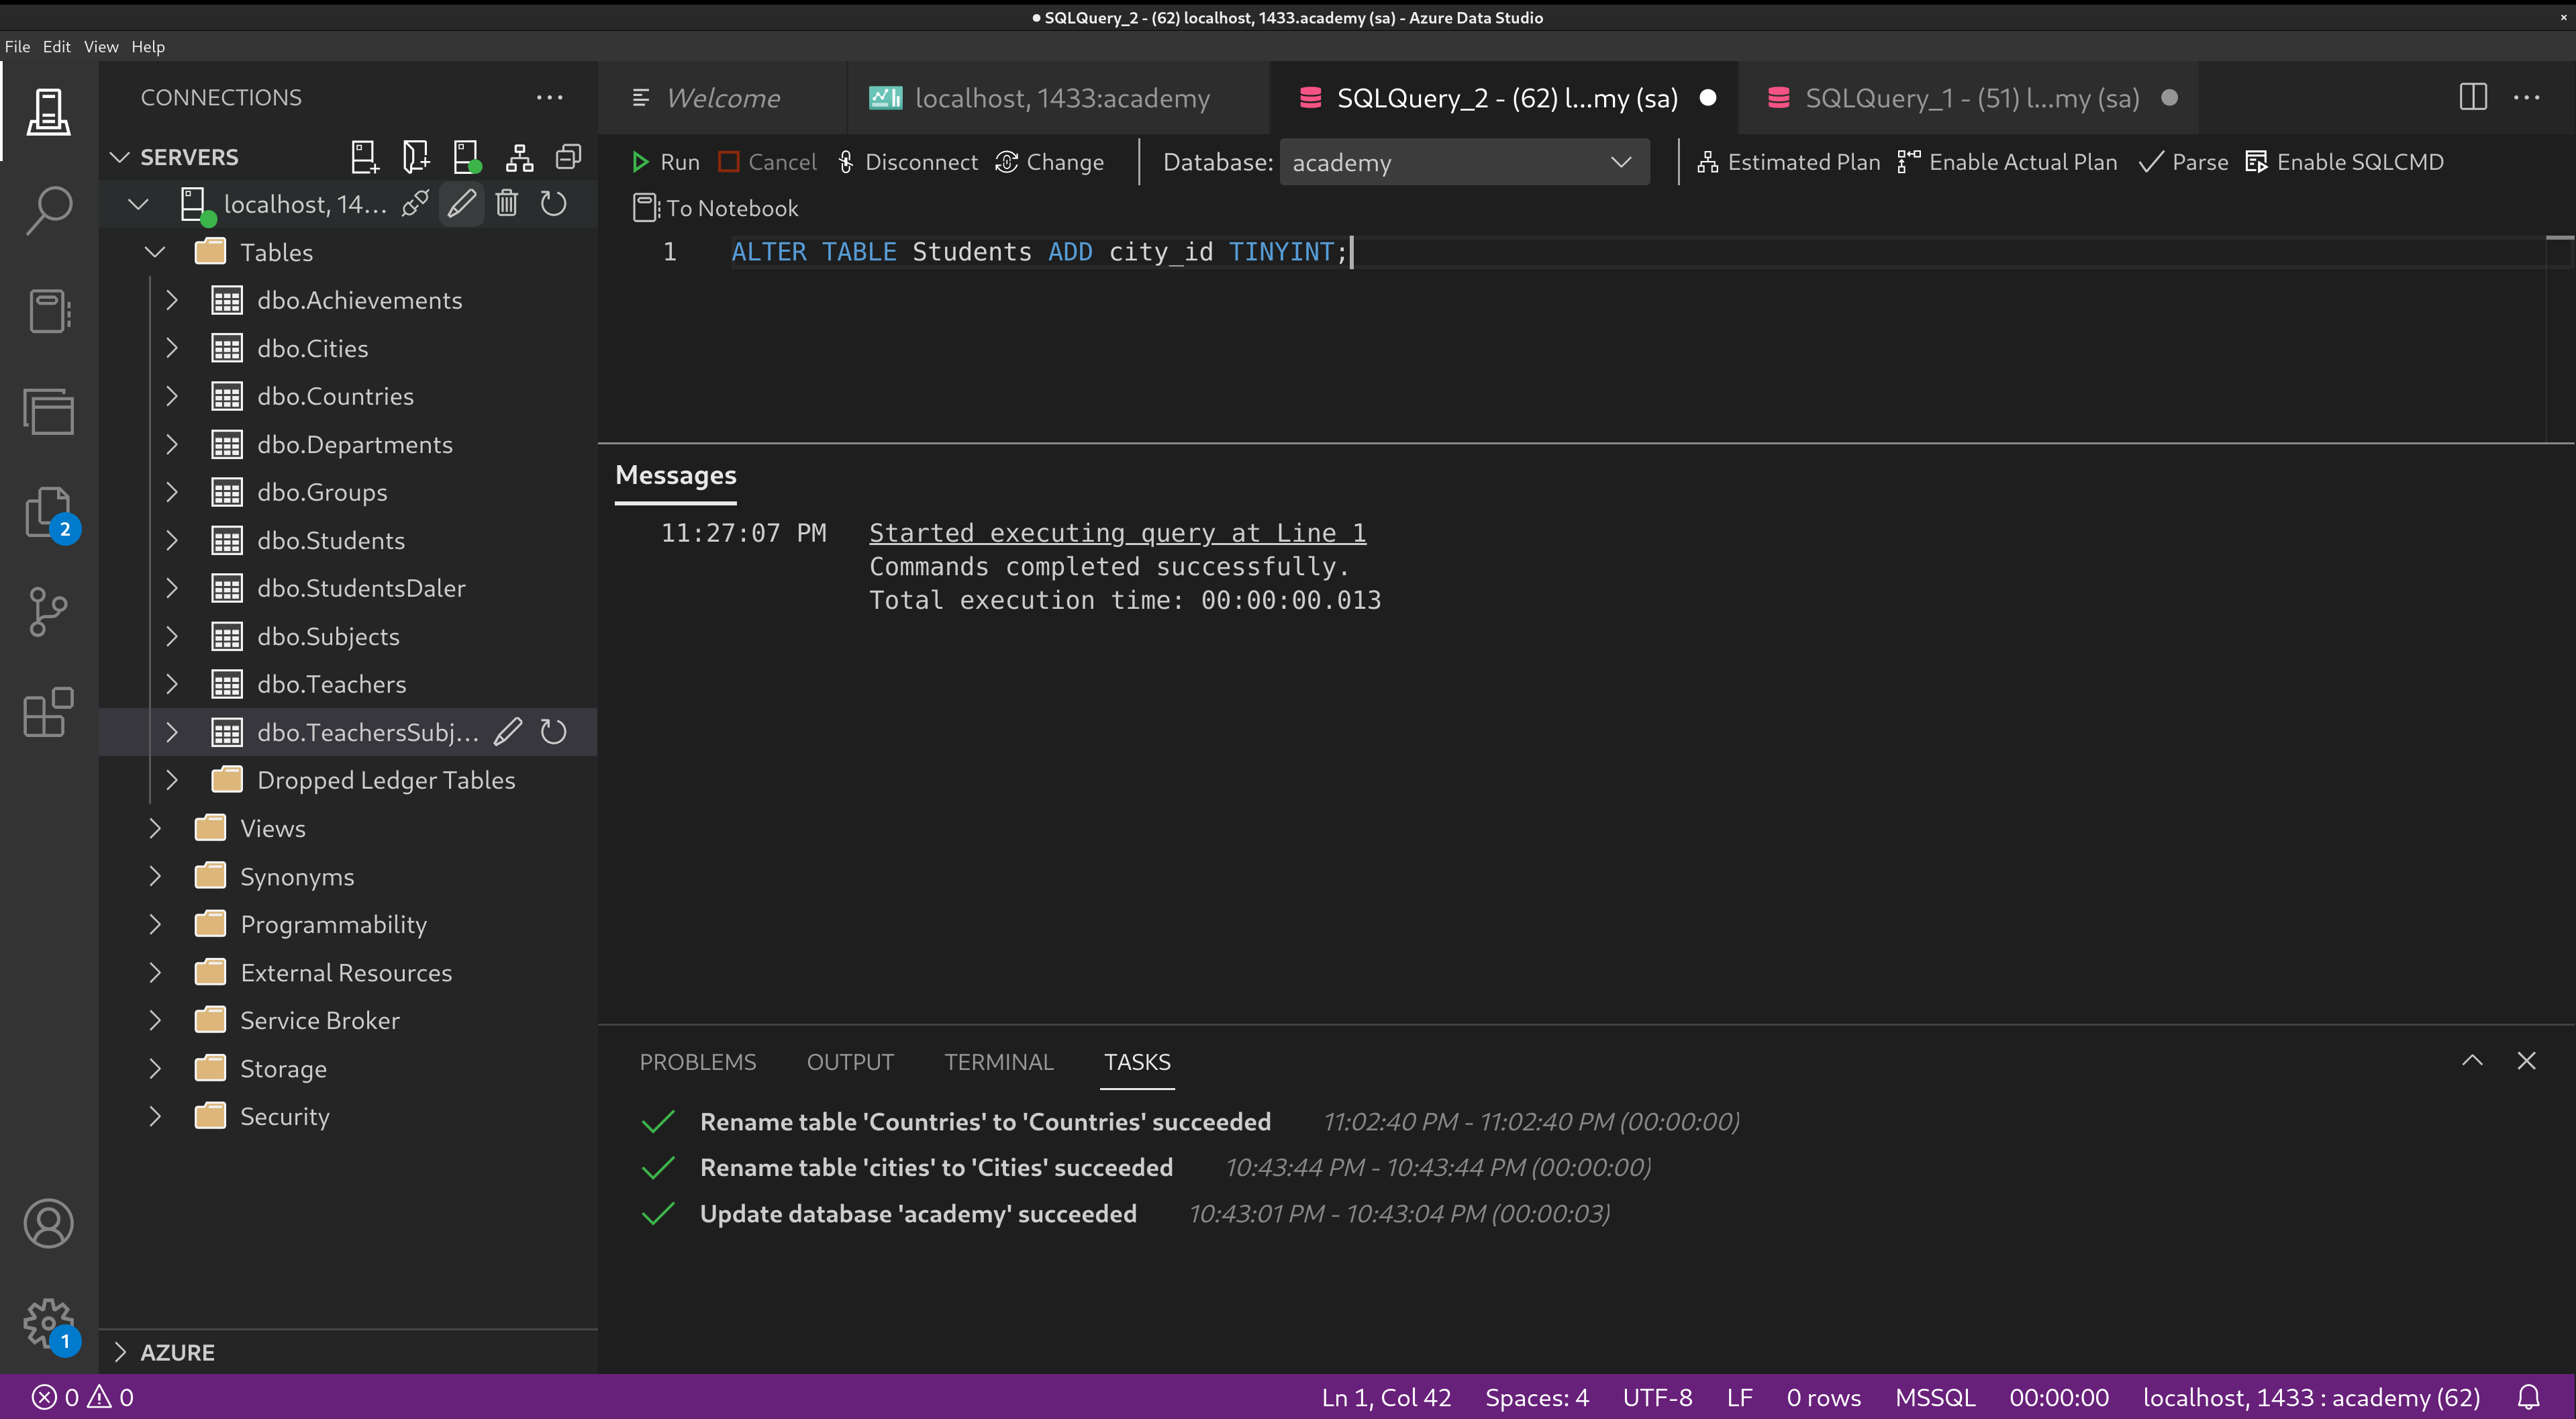 ● SQLQuery_2 - (62) localhost, 1433.academy (sa) - Azure Data Studio
File Edit View Help
CONNECTIONS
SERVERS
localhost, 14...
Tables
dbo.Achievements
dbo.Cities
dbo.Countries
dbo.Departments
dbo.Groups
dbo.Students
dbo.StudentsDaler
dbo.Subjects
dbo.Teachers
dbo.TeachersSubj...
Dropped Ledger Tables
Views
Synonyms
Programmability
External Resources
Service Broker
Storage
Security
AZURE
2
1
Welcome
localhost, 1433:academy
SQLQuery_2 - (62) l...my (sa)
SQLQuery_1 - (51) l...my (sa)
Run Cancel Disconnect Change Database: academy Estimated Plan Enable Actual Plan Parse Enable SQLCMD
To Notebook
1 ALTER TABLE Students ADD city_id TINYINT;
Messages
11:27:07 PM Started executing query at Line 1
Commands completed successfully.
Total execution time: 00:00:00.013
PROBLEMS OUTPUT TERMINAL TASKS
Rename table 'Countries' to 'Countries' succeeded 11:02:40 PM - 11:02:40 PM (00:00:00)
Rename table 'cities' to 'Cities' succeeded 10:43:44 PM - 10:43:44 PM (00:00:00)
Update database 'academy' succeeded 10:43:01 PM - 10:43:04 PM (00:00:03)
0 0 Ln 1, Col 42 Spaces: 4 UTF-8 LF 0 rows MSSQL 00:00:00 localhost, 1433 : academy (62)